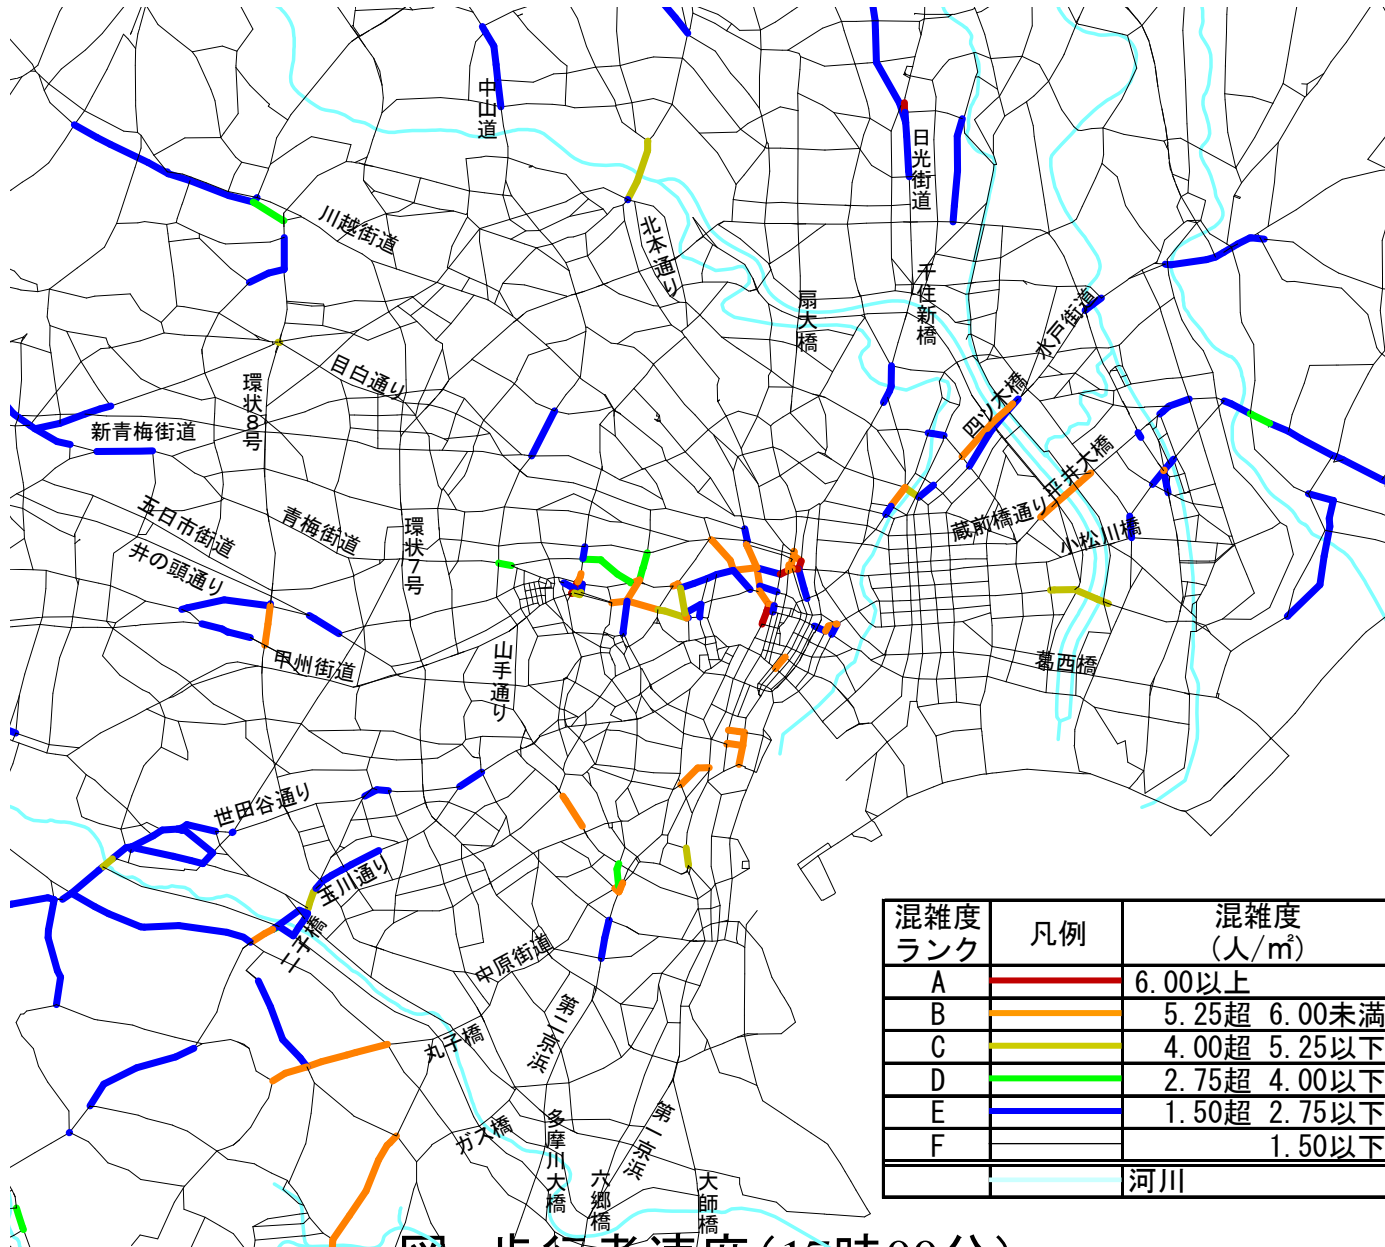 中山道
日光街道
川越街道
北本通り
千住新橋
扇大橋
水戸街道
目白通り
環状8号
新青梅街道
四ツ木橋
平井大橋
蔵前橋通り
小松川橋
五日市街道
青梅街道
井の頭通り
環状7号
甲州街道
山手通り
葛西橋
世田谷通り
玉川通り
二子橋
中原街道
第二京浜
丸子橋
ガス橋
多摩川大橋
第一京浜
六郷橋
大師橋
混雑度ランク 凡例 混雑度(人/㎡)
A 6.00以上
B 5.25超 6.00未満
C 4.00超 5.25以下
D 2.75超 4.00以下
E 1.50超 2.75以下
F 1.50以下
河川